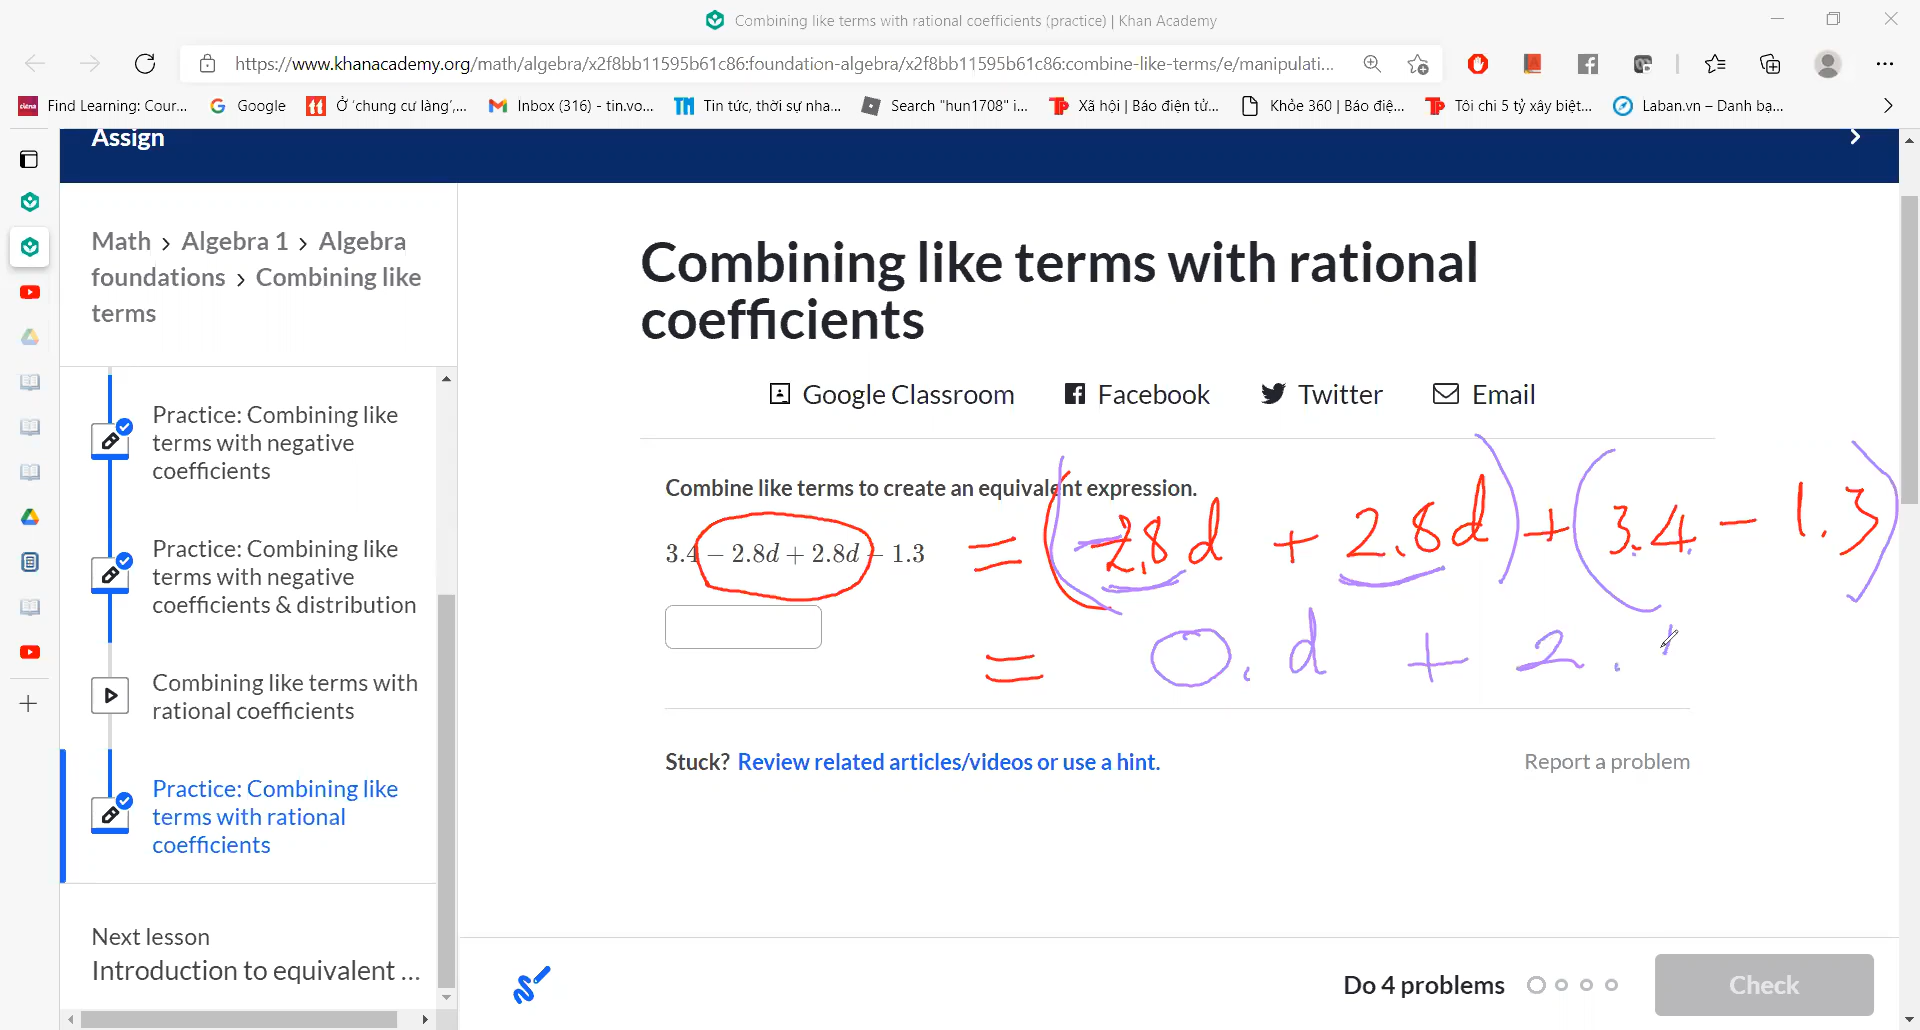 Combining like terms with rational coefficients (practice) | Khan Academy
https://www.khanacademy.org/math/algebra/x2f8bb11595b61c86:foundation-algebra/x2f8bb11595b61c86:combine-like-terms/e/manipulati...
Find Learning: Cour...
Google
Ở 'chung cư làng',...
Inbox (316) - tin.vo...
Tin tức, thời sự nha...
Search "hun1708" i...
Xã hội | Báo điện tử...
Khỏe 360 | Báo điệ...
Tôi chi 5 tỷ xây biệt...
Laban.vn – Danh bạ...
Assign
Math > Algebra 1 > Algebra
foundations > Combining like
terms
Practice: Combining like
terms with negative
coefficients
Practice: Combining like
terms with negative
coefficients & distribution
Combining like terms with
rational coefficients
Practice: Combining like
terms with rational
coefficients
Next lesson
Introduction to equivalent ...
Combining like terms with rational
coefficients
Google Classroom
Facebook
Twitter
Email
Combine like terms to create an equivalent expression.
3.4 − 2.8d + 2.8d − 1.3
= (-2.8d + 2.8d) + (3.4 - 1.3)
= 0.d + 2.
Stuck? Review related articles/videos or use a hint.
Report a problem
Do 4 problems
Check